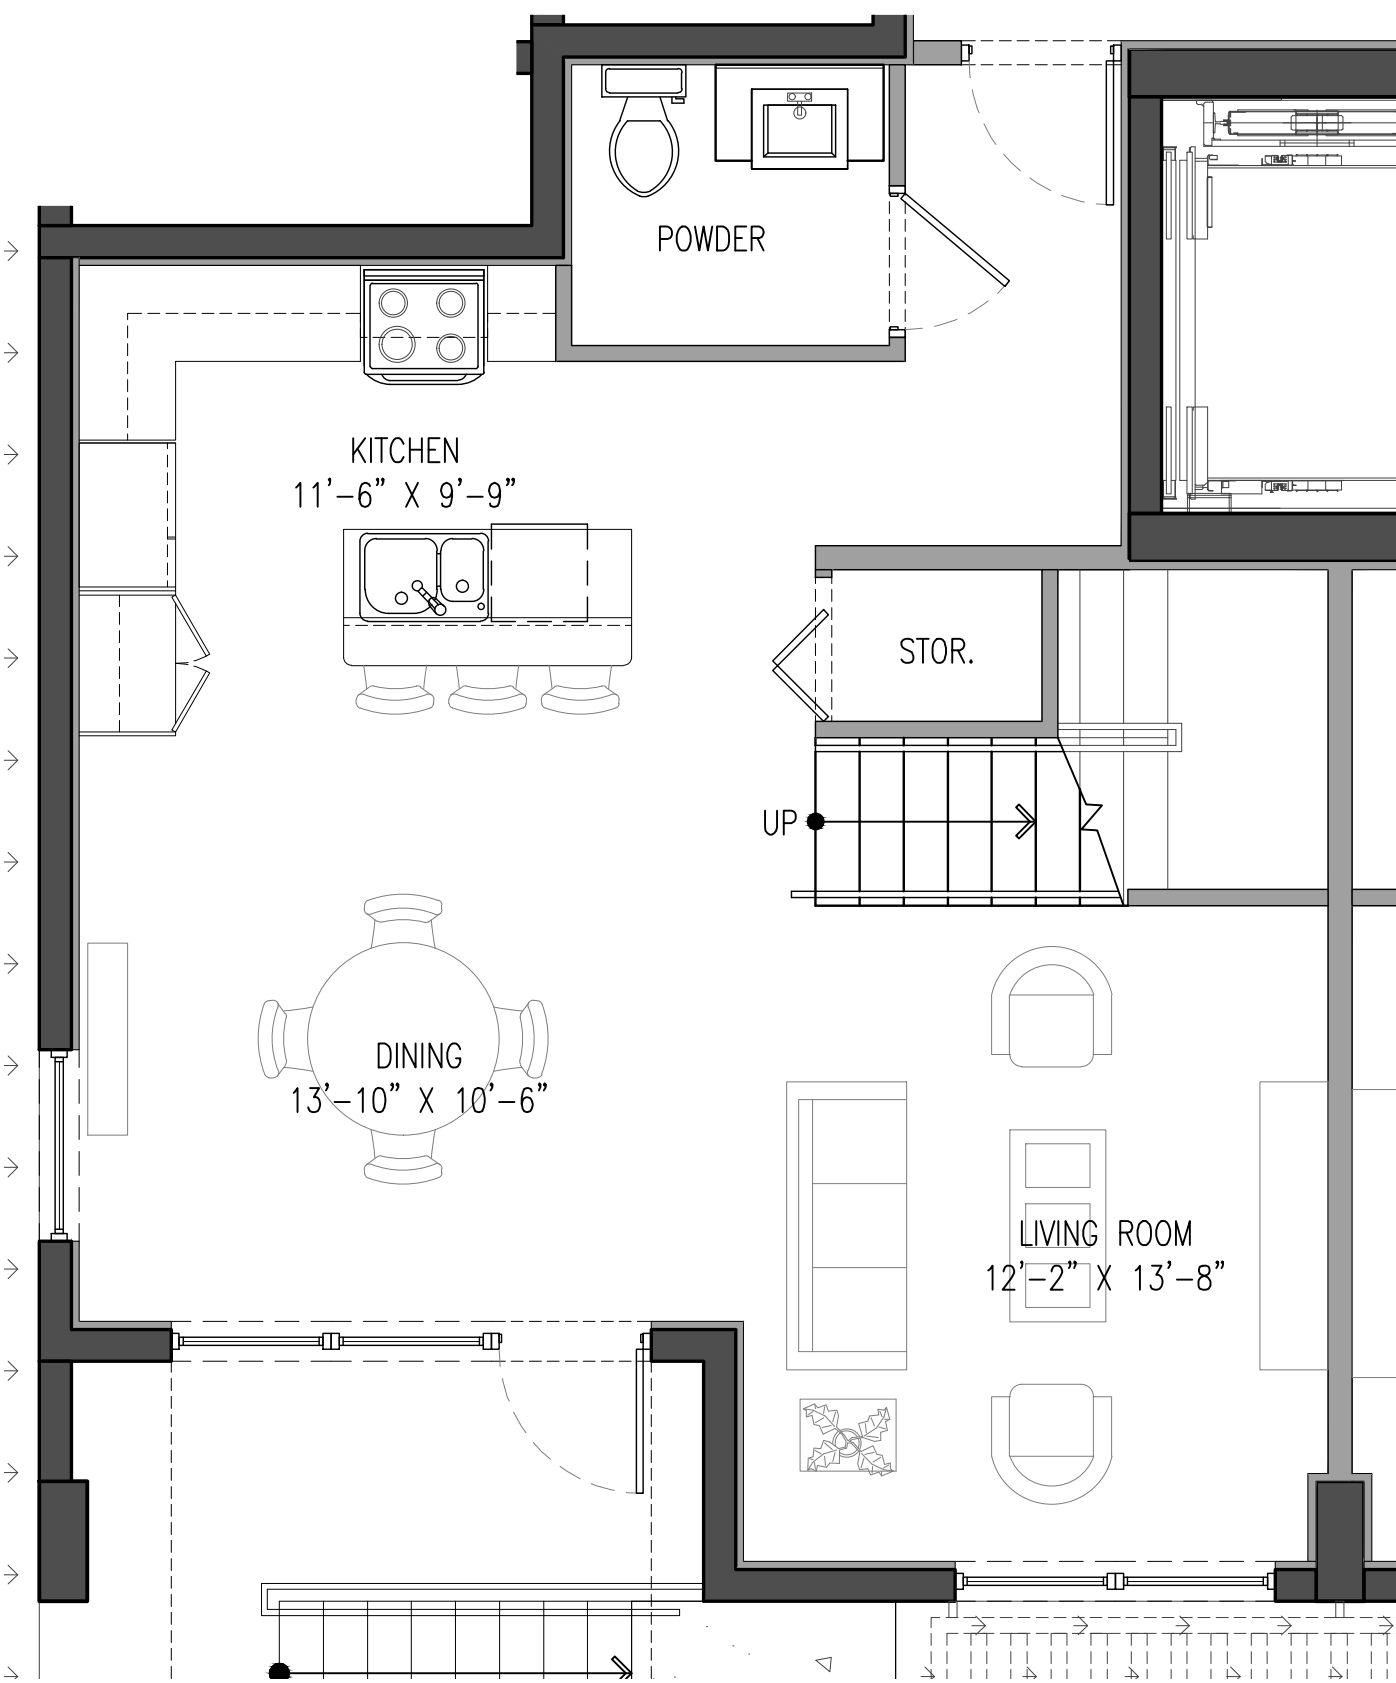 POWDER
KITCHEN
11'-6" X 9'-9"
STOR.
UP
DINING
13'-10" X 10'-6"
LIVING ROOM
12'-2" X 13'-8"